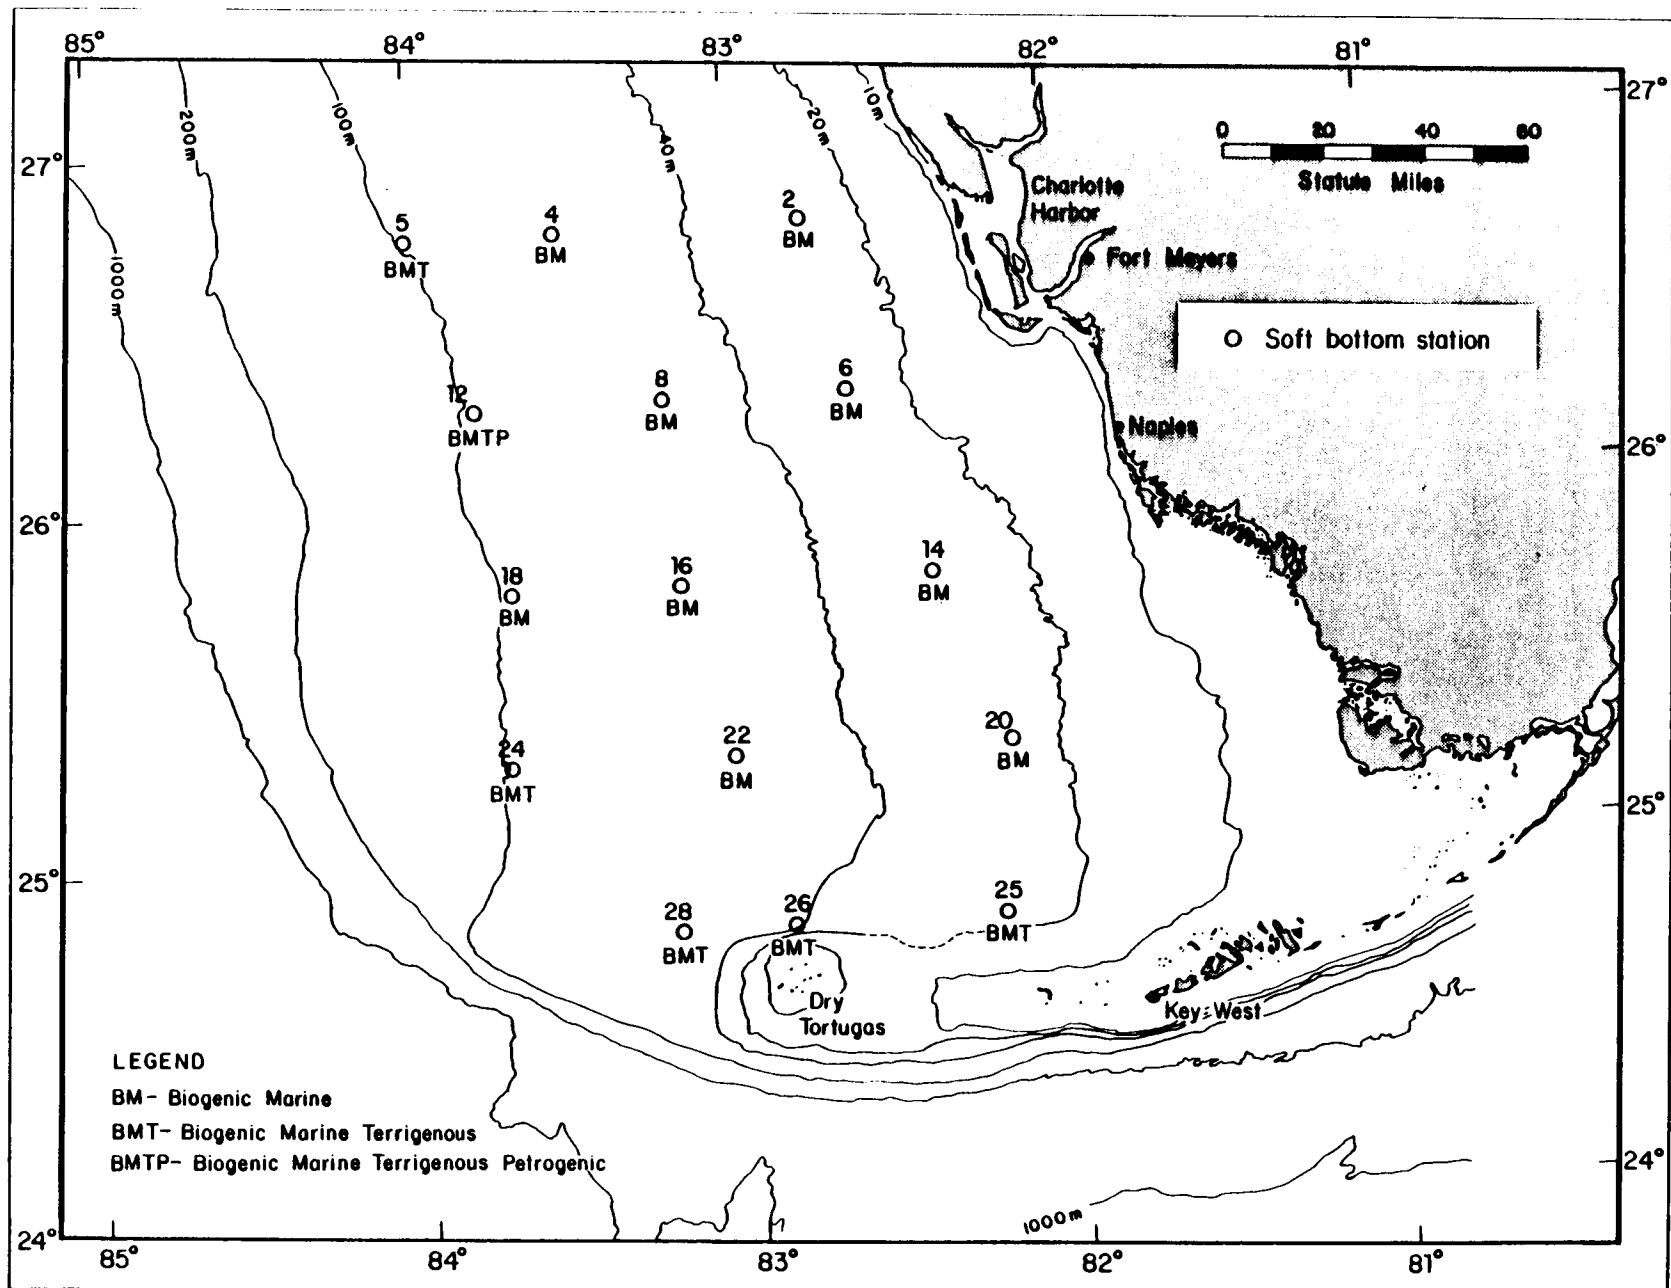 85° 84° 83° 82° 81°
27°
200m
100m
40m
20m
10m
0 20 40 60
Statute Miles
27°
Charlotte
Harbor
2
BM
4
BM
5
BMT
1000m
Fort Meyers
Soft bottom station
6
BM
8
BM
12
BMTP
Naples
26°
26°
14
BM
16
BM
18
BM
20
BM
22
BM
24
BMT
25°
25°
25
BMT
26
BMT
28
BMT
Dry
Tortugas
Key West
LEGEND
BM- Biogenic Marine
BMT- Biogenic Marine Terrigenous
BMTP- Biogenic Marine Terrigenous Petrogenic
24°
1000m
24°
85° 84° 83° 82° 81°